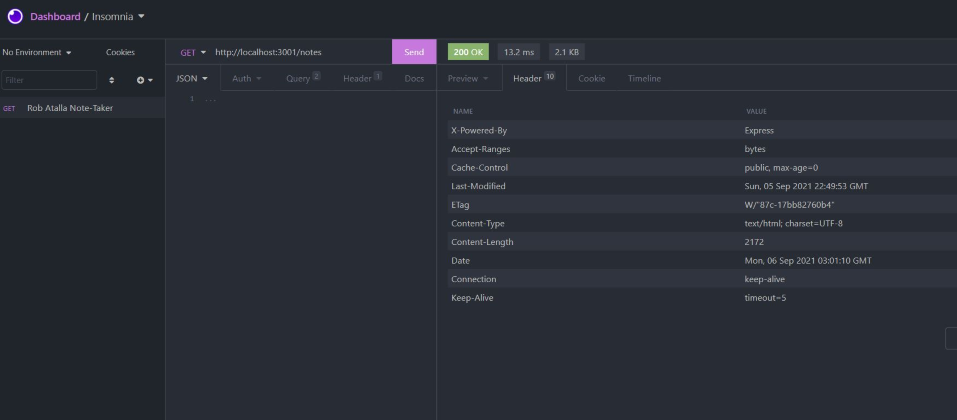 Dashboard / Insomnia
No Environment Cookies
Filter
GET Rob Atalla Note-Taker
GET http://localhost:3001/notes Send
JSON Auth Query 2 Header 1 Docs
1 ...
200 OK 13.2 ms 2.1 KB
Preview Header 10 Cookie Timeline
NAME VALUE
X-Powered-By Express
Accept-Ranges bytes
Cache-Control public, max-age=0
Last-Modified Sun, 05 Sep 2021 22:49:53 GMT
ETag W/"87c-17bb82760b4"
Content-Type text/html; charset=UTF-8
Content-Length 2172
Date Mon, 06 Sep 2021 03:01:10 GMT
Connection keep-alive
Keep-Alive timeout=5